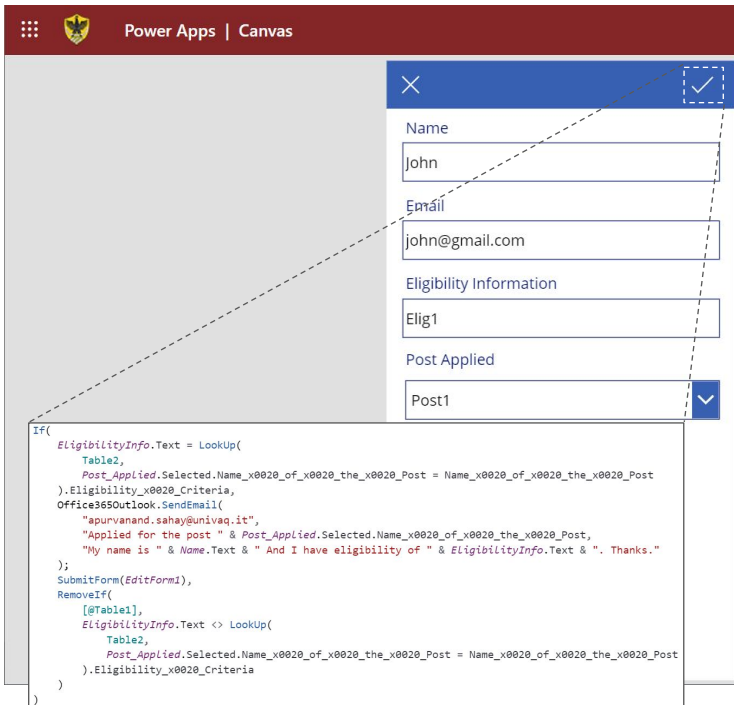 Power Apps | Canvas
Name
John
Email
john@gmail.com
Eligibility Information
Elig1
Post Applied
Post1
If(
    EligibilityInfo.Text = LookUp(
        Table2,
        Post_Applied.Selected.Name_x0020_of_x0020_the_x0020_Post = Name_x0020_of_x0020_the_x0020_Post
    ).Eligibility_x0020_Criteria,
    Office365Outlook.SendEmail(
        "apurvanand.sahay@univaq.it",
        "Applied for the post " & Post_Applied.Selected.Name_x0020_of_x0020_the_x0020_Post,
        "My name is " & Name.Text & " And I have eligibility of " & EligibilityInfo.Text & ". Thanks."
    );
    SubmitForm(EditForm1),
    RemoveIf(
        [@Table1],
        EligibilityInfo.Text <> LookUp(
            Table2,
            Post_Applied.Selected.Name_x0020_of_x0020_the_x0020_Post = Name_x0020_of_x0020_the_x0020_Post
        ).Eligibility_x0020_Criteria
    )
)